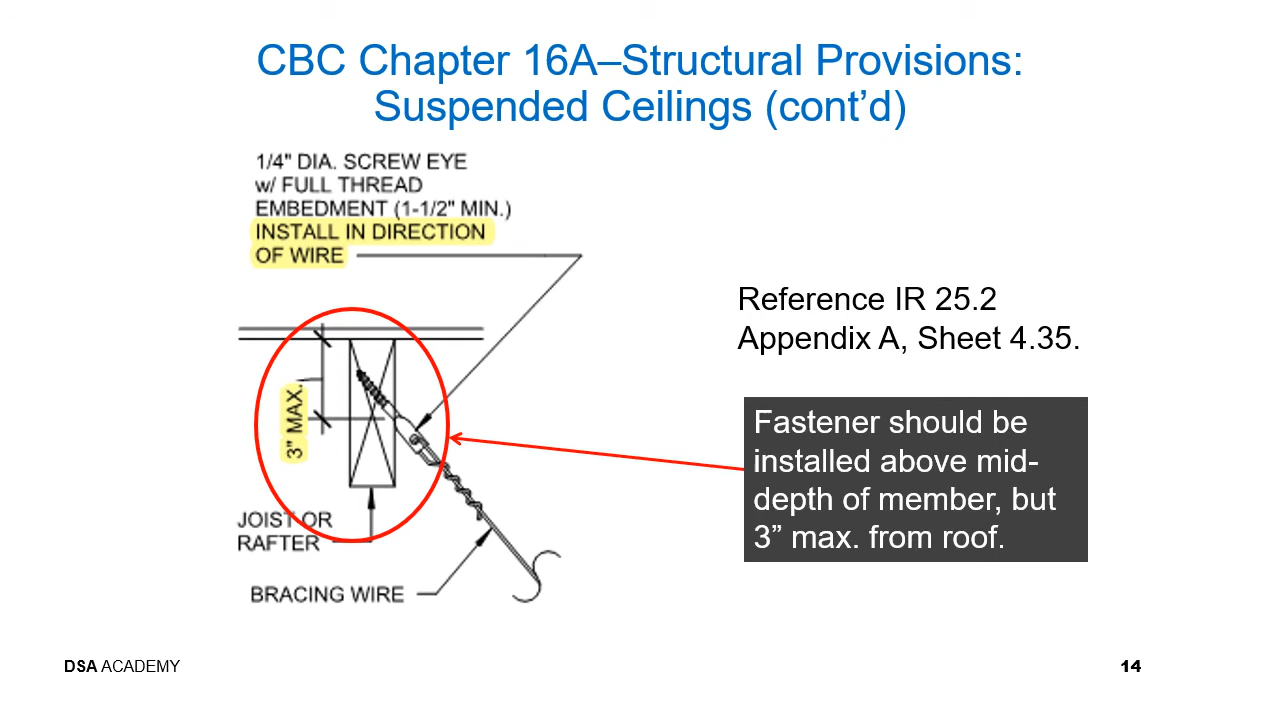 CBC Chapter 16A–Structural Provisions:
Suspended Ceilings (cont’d)
1/4" DIA. SCREW EYE
w/ FULL THREAD
EMBEDMENT (1-1/2" MIN.)
INSTALL IN DIRECTION
OF WIRE
3" MAX.
JOIST OR
RAFTER
BRACING WIRE
Reference IR 25.2
Appendix A, Sheet 4.35.
Fastener should be
installed above mid-
depth of member, but
3” max. from roof.
DSA ACADEMY
14